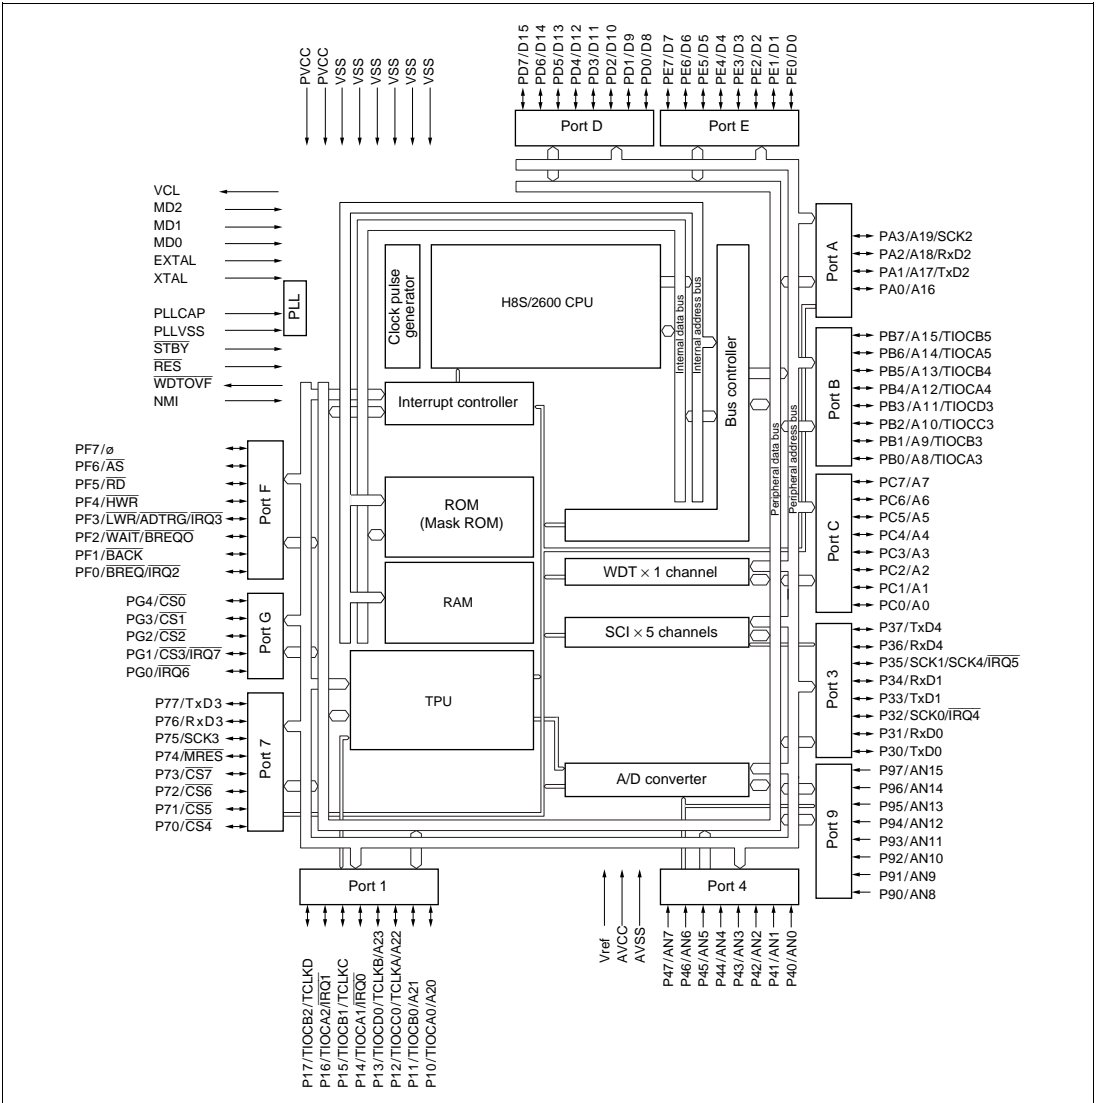 PVCC
PVCC
VSS
VSS
VSS
VSS
VSS
VSS
PD7/D15
PD6/D14
PD5/D13
PD4/D12
PD3/D11
PD2/D10
PD1/D9
PD0/D8
PE7/D7
PE6/D6
PE5/D5
PE4/D4
PE3/D3
PE2/D2
PE1/D1
PE0/D0
Port D
Port E
VCL
MD2
MD1
MD0
EXTAL
XTAL
PLLCAP
PLLVSS
STBY
RES
WDTOVF
NMI
PLL
Clock pulse
generator
H8S/2600 CPU
Internal data bus
Internal address bus
Bus controller
Peripheral data bus
Peripheral address bus
Port A
PA3/A19/SCK2
PA2/A18/RxD2
PA1/A17/TxD2
PA0/A16
Port B
PB7/A15/TIOCB5
PB6/A14/TIOCA5
PB5/A13/TIOCB4
PB4/A12/TIOCA4
PB3/A11/TIOCD3
PB2/A10/TIOCC3
PB1/A9/TIOCB3
PB0/A8/TIOCA3
Interrupt controller
PF7/ø
PF6/AS
PF5/RD
PF4/HWR
PF3/LWR/ADTRG/IRQ3
PF2/WAIT/BREQO
PF1/BACK
PF0/BREQ/IRQ2
Port F
ROM
(Mask ROM)
Port C
PC7/A7
PC6/A6
PC5/A5
PC4/A4
PC3/A3
PC2/A2
PC1/A1
PC0/A0
WDT × 1 channel
RAM
SCI × 5 channels
PG4/CS0
PG3/CS1
PG2/CS2
PG1/CS3/IRQ7
PG0/IRQ6
Port G
Port 3
P37/TxD4
P36/RxD4
P35/SCK1/SCK4/IRQ5
P34/RxD1
P33/TxD1
P32/SCK0/IRQ4
P31/RxD0
P30/TxD0
TPU
P77/TxD3
P76/RxD3
P75/SCK3
P74/MRES
P73/CS7
P72/CS6
P71/CS5
P70/CS4
Port 7
A/D converter
Port 9
P97/AN15
P96/AN14
P95/AN13
P94/AN12
P93/AN11
P92/AN10
P91/AN9
P90/AN8
Port 1
Port 4
P17/TIOCB2/TCLKD
P16/TIOCA2/IRQ1
P15/TIOCB1/TCLKC
P14/TIOCA1/IRQ0
P13/TIOCD0/TCLKB/A23
P12/TIOCC0/TCLKA/A22
P11/TIOCB0/A21
P10/TIOCA0/A20
Vref
AVCC
AVSS
P47/AN7
P46/AN6
P45/AN5
P44/AN4
P43/AN3
P42/AN2
P41/AN1
P40/AN0